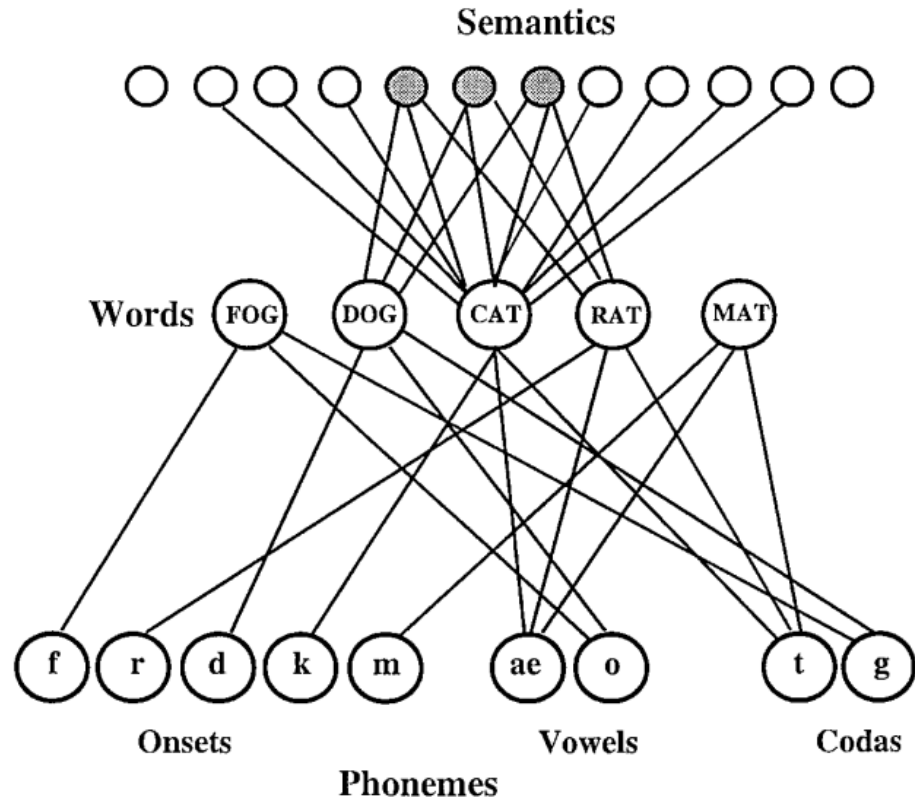 Semantics
Words FOG DOG CAT RAT MAT
f r d k m ae o t g
Onsets Vowels Codas
Phonemes